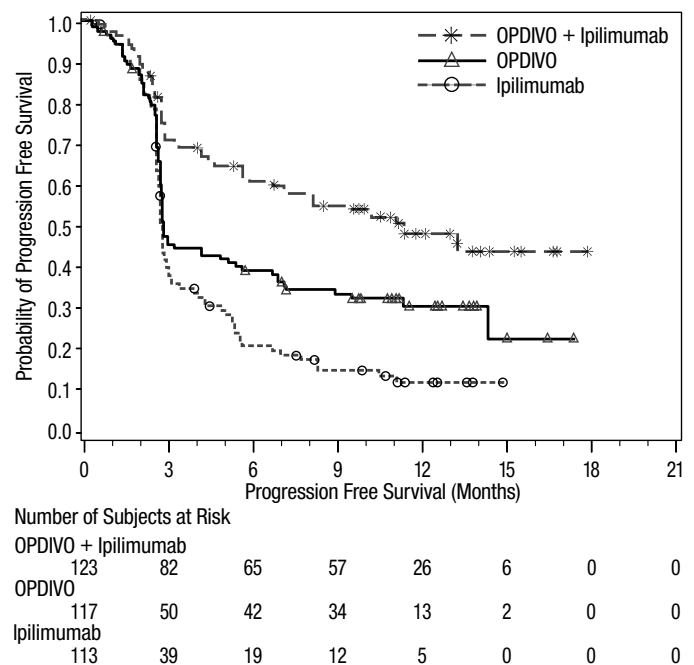 Probability of Progression Free Survival
1.0
0.9
0.8
0.7
0.6
0.5
0.4
0.3
0.2
0.1
0.0
OPDIVO + Ipilimumab
OPDIVO
Ipilimumab
0 3 6 9 12 15 18 21
Progression Free Survival (Months)
Number of Subjects at Risk
OPDIVO + Ipilimumab
123 82 65 57 26 6 0 0
OPDIVO
117 50 42 34 13 2 0 0
Ipilimumab
113 39 19 12 5 0 0 0